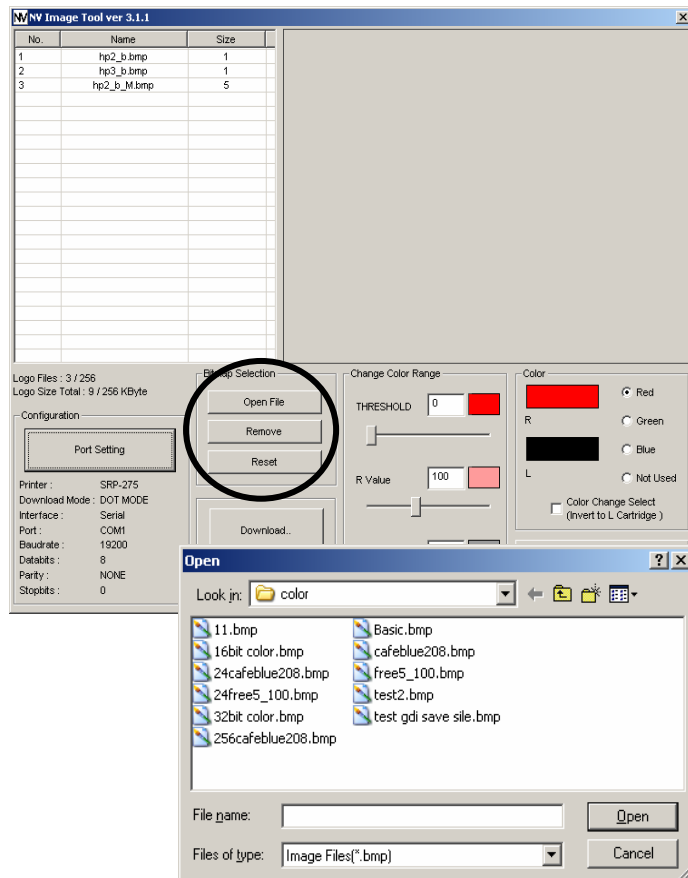 NV NV Image Tool ver 3.1.1
No. Name Size
1 hp2_b.bmp 1
2 hp3_b.bmp 1
3 hp2_b_M.bmp 5
Logo Files : 3 / 256
Logo Size Total : 9 / 256 KByte
Configuration
Port Setting
Printer : SRP-275
Download Mode : DOT MODE
Interface : Serial
Port : COM1
Baudrate : 19200
Databits : 8
Parity : NONE
Stopbits : 0
Bitmap Selection
Open File
Remove
Reset
Download..
Change Color Range
THRESHOLD 0
R Value 100
Color
R
L
Red
Green
Blue
Not Used
Color Change Select
(Invert to L Cartridge )
Open
Look in: color
11.bmp
16bit color.bmp
24cafeblue208.bmp
24free5_100.bmp
32bit color.bmp
256cafeblue208.bmp
Basic.bmp
cafeblue208.bmp
free5_100.bmp
test2.bmp
test gdi save sile.bmp
File name:
Open
Files of type: Image Files(*.bmp)
Cancel